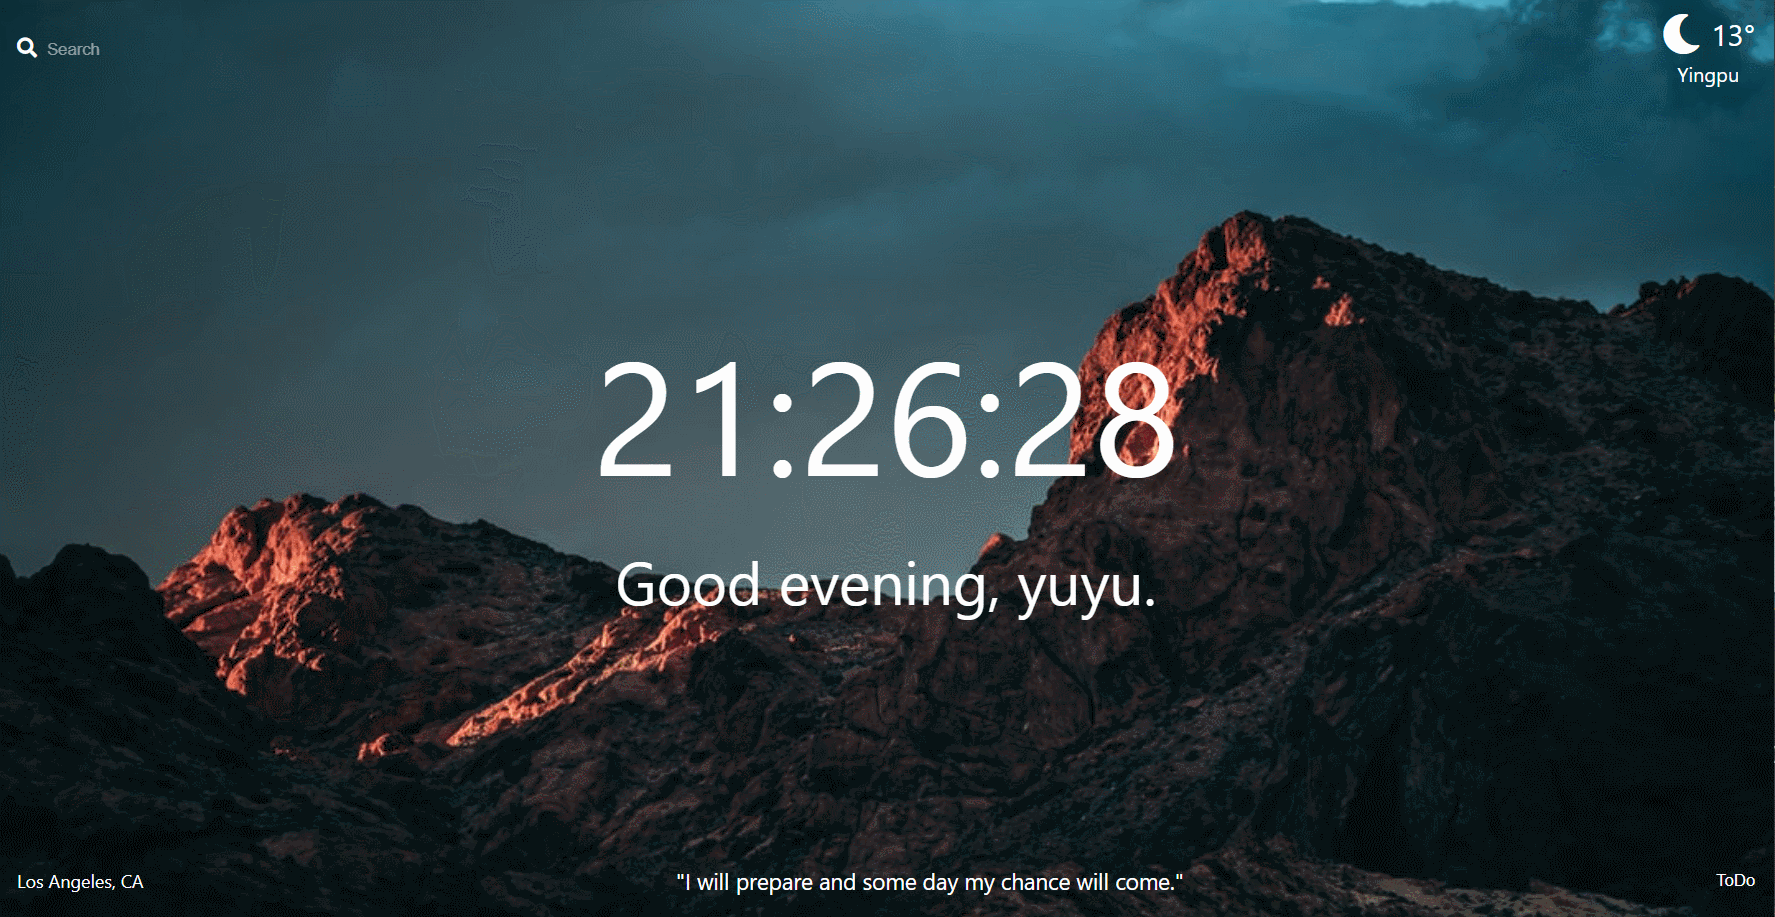 Search
13°
Yingpu
21:26:28
Good evening, yuyu.
Los Angeles, CA
"I will prepare and some day my chance will come."
ToDo